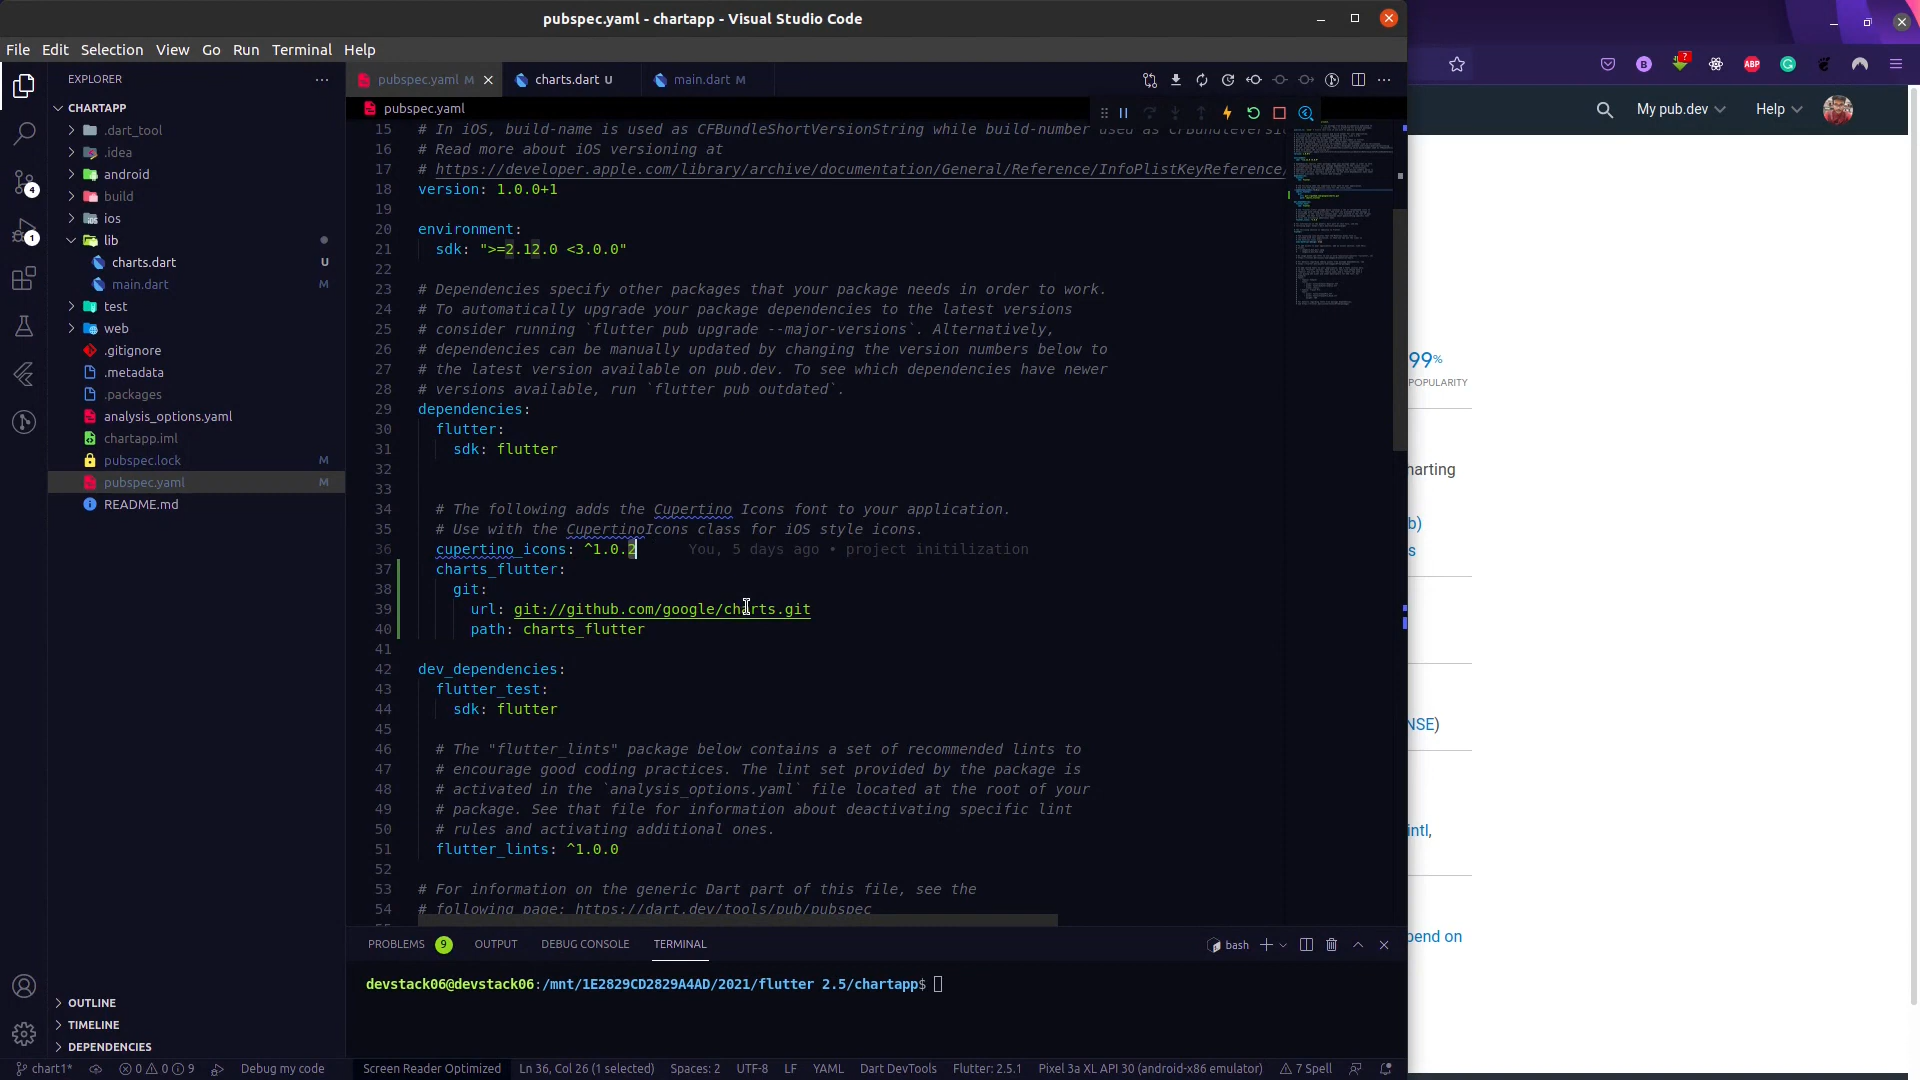 pubspec.yaml - chartapp - Visual Studio Code
File Edit Selection View Go Run Terminal Help
EXPLORER
CHARTAPP
.dart_tool
.idea
android
build
ios
lib
charts.dart U
main.dart M
test
web
.gitignore
.metadata
.packages
analysis_options.yaml
chartapp.iml
pubspec.lock M
pubspec.yaml M
README.md
OUTLINE
TIMELINE
DEPENDENCIES
4
1
pubspec.yaml M
charts.dart U
main.dart M
pubspec.yaml
15 # In iOS, build-name is used as CFBundleShortVersionString while build-number used as CFBundleVersi
16 # Read more about iOS versioning at
17 # https://developer.apple.com/library/archive/documentation/General/Reference/InfoPlistKeyReference/
18 version: 1.0.0+1
19
20 environment:
21 sdk: ">=2.12.0 <3.0.0"
22
23 # Dependencies specify other packages that your package needs in order to work.
24 # To automatically upgrade your package dependencies to the latest versions
25 # consider running `flutter pub upgrade --major-versions`. Alternatively,
26 # dependencies can be manually updated by changing the version numbers below to
27 # the latest version available on pub.dev. To see which dependencies have newer
28 # versions available, run `flutter pub outdated`.
29 dependencies:
30 flutter:
31 sdk: flutter
32
33
34 # The following adds the Cupertino Icons font to your application.
35 # Use with the CupertinoIcons class for iOS style icons.
36 cupertino_icons: ^1.0.2 You, 5 days ago • project initilization
37 charts_flutter:
38 git:
39 url: git://github.com/google/charts.git
40 path: charts_flutter
41
42 dev_dependencies:
43 flutter_test:
44 sdk: flutter
45
46 # The "flutter_lints" package below contains a set of recommended lints to
47 # encourage good coding practices. The lint set provided by the package is
48 # activated in the `analysis_options.yaml` file located at the root of your
49 # package. See that file for information about deactivating specific lint
50 # rules and activating additional ones.
51 flutter_lints: ^1.0.0
52
53 # For information on the generic Dart part of this file, see the
54 # following page: https://dart.dev/tools/pub/pubspec
PROBLEMS 9 OUTPUT DEBUG CONSOLE TERMINAL
bash
devstack06@devstack06:/mnt/1E2829CD2829A4AD/2021/flutter 2.5/chartapp$
chart1* 0 0 9 Debug my code Screen Reader Optimized Ln 36, Col 26 (1 selected) Spaces: 2 UTF-8 LF YAML Dart DevTools Flutter: 2.5.1 Pixel 3a XL API 30 (android-x86 emulator) 7 Spell
B ? ABP G
My pub.dev Help
99%
POPULARITY
harting
b)
s
NSE)
intl,
pend on